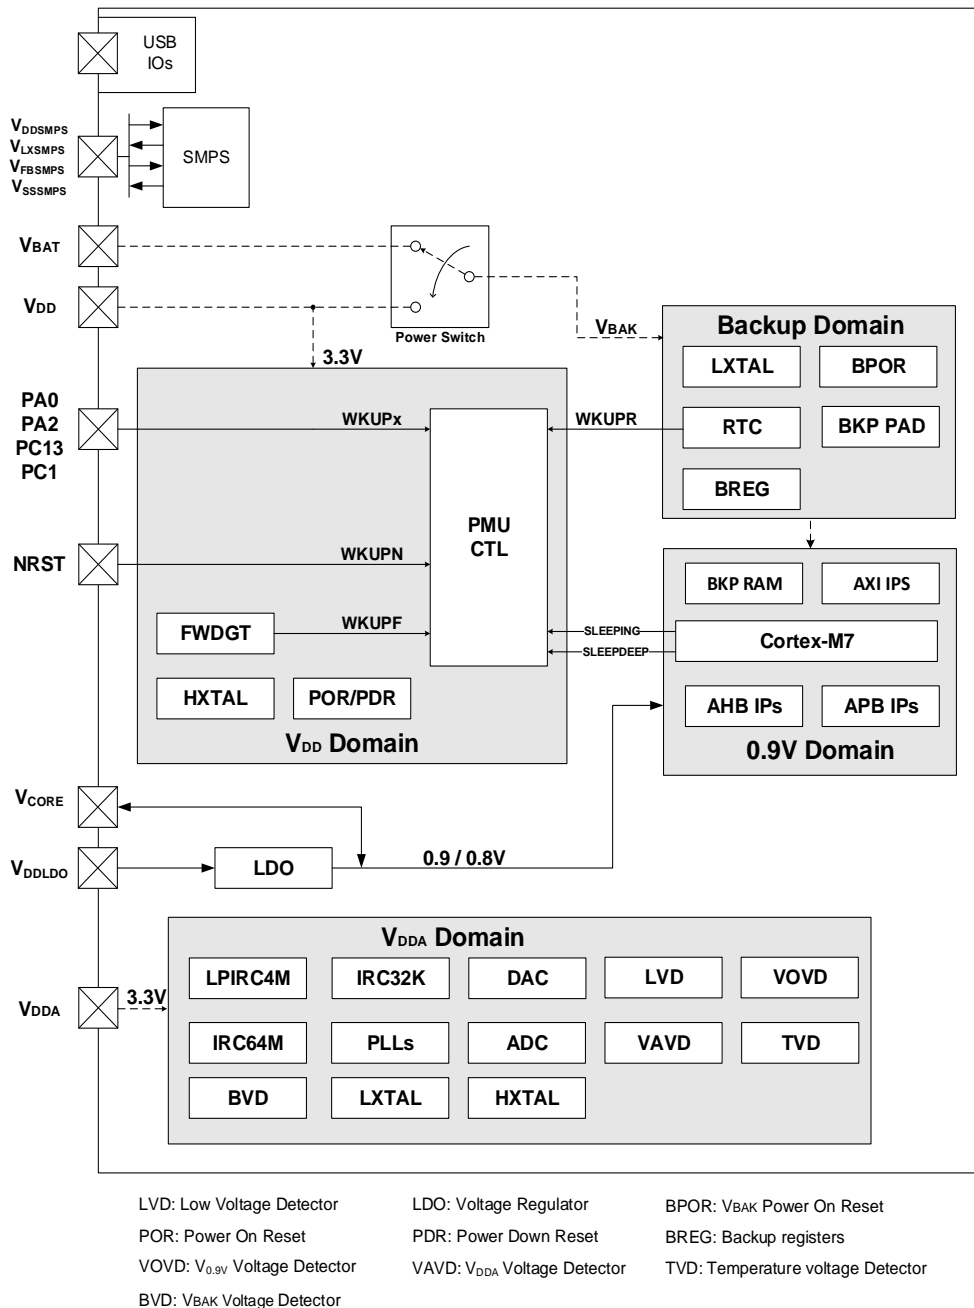 USB
IOs
VDDSMPS
VLXSMPS
VFBSMPS
VSSSMPS
SMPS
VBAT
VDD
Power Switch
3.3V
VBAK
Backup Domain
LXTAL
BPOR
RTC
BKP PAD
BREG
PA0
PA2
PC13
PC1
WKUPx
WKUPR
PMU
CTL
NRST
WKUPN
FWDGT
WKUPF
HXTAL
POR/PDR
VDD Domain
BKP RAM
AXI IPS
SLEEPING
SLEEPDEEP
Cortex-M7
AHB IPs
APB IPs
0.9V Domain
VCORE
VDDLDO
LDO
0.9 / 0.8V
VDDA Domain
VDDA
3.3V
LPIRC4M
IRC32K
DAC
LVD
VOVD
IRC64M
PLLs
ADC
VAVD
TVD
BVD
LXTAL
HXTAL
LVD: Low Voltage Detector
LDO: Voltage Regulator
BPOR: VBAK Power On Reset
POR: Power On Reset
PDR: Power Down Reset
BREG: Backup registers
VOVD: V0.9V Voltage Detector
VAVD: VDDA Voltage Detector
TVD: Temperature voltage Detector
BVD: VBAK Voltage Detector